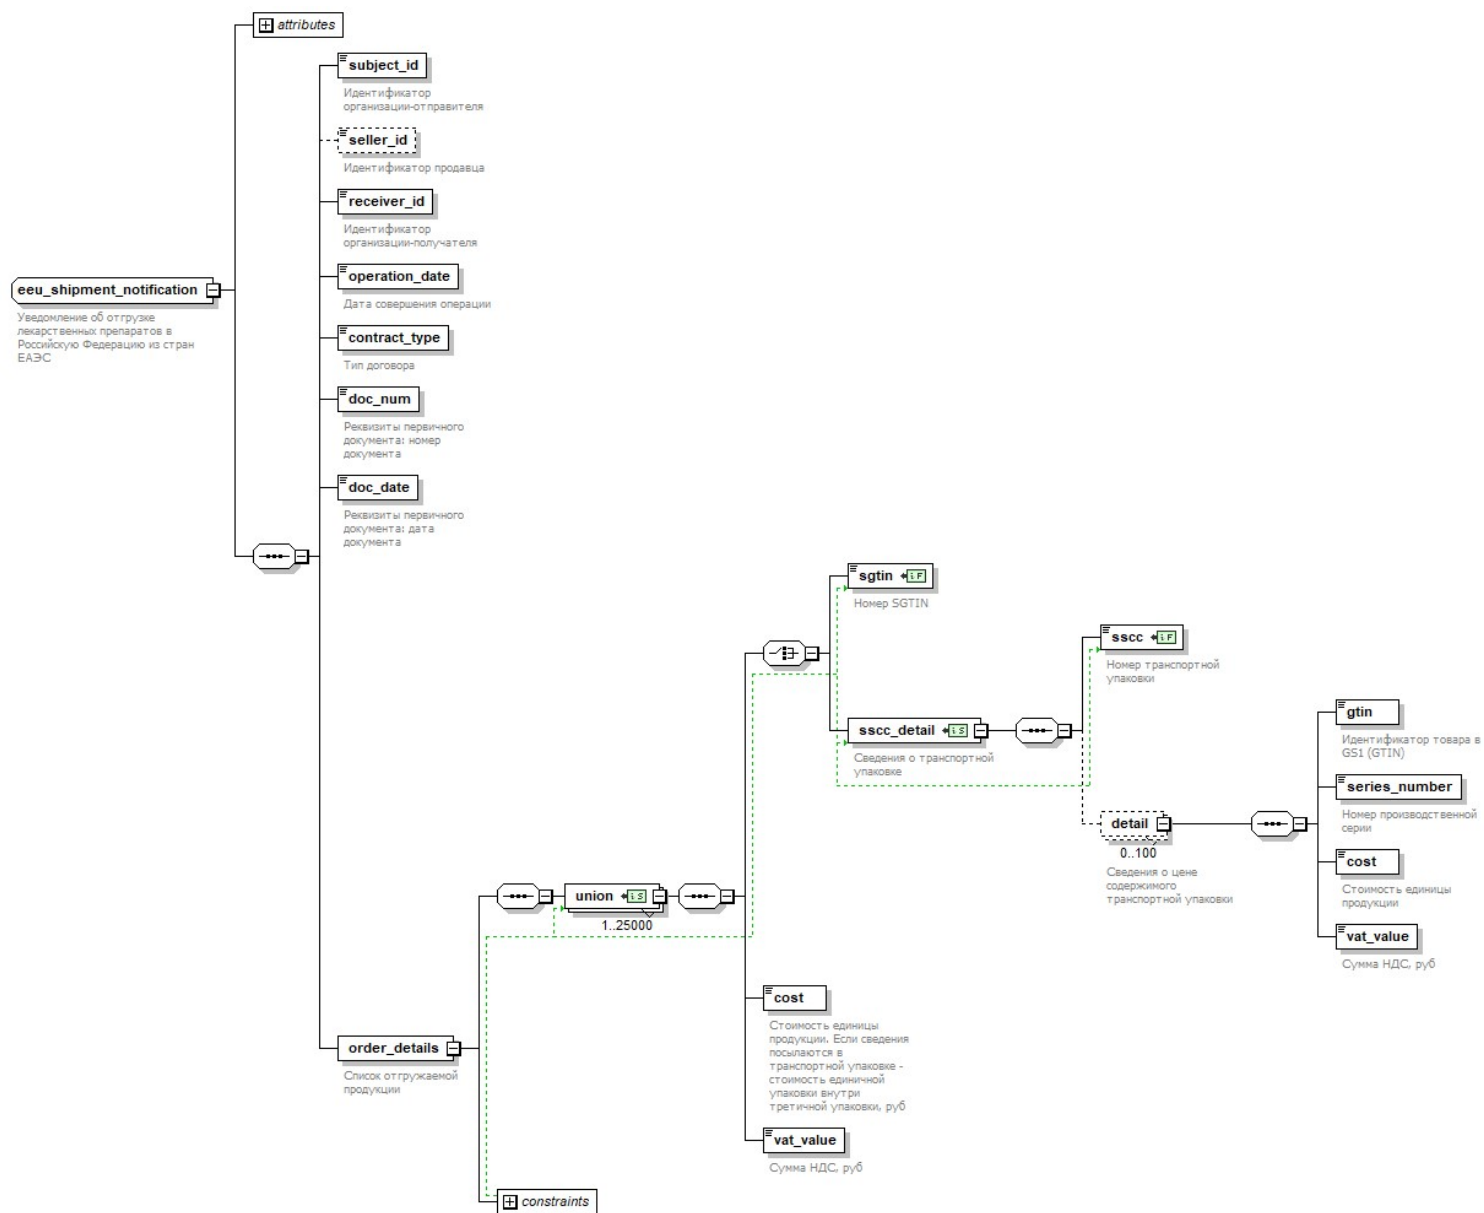 attributes
subject_id
Идентификатор
организации-отправителя
seller_id
Идентификатор продавца
receiver_id
Идентификатор
организации-получателя
operation_date
Дата совершения операции
eeu_shipment_notification
Уведомление об отгрузке
лекарственных препаратов в
Российскую Федерацию из стран
ЕАЭС
contract_type
Тип договора
doc_num
Реквизиты первичного
документа: номер
документа
doc_date
Реквизиты первичного
документа: дата
документа
order_details
Список отгружаемой
продукции
union iS
1..25000
sgtin iF
Номер SGTIN
sscc_detail iS
Сведения о транспортной
упаковке
sscc iF
Номер транспортной
упаковки
detail
0..100
Сведения о цене
содержимого
транспортной упаковки
gtin
Идентификатор товара в
GS1 (GTIN)
series_number
Номер производственной
серии
cost
Стоимость единицы
продукции
vat_value
Сумма НДС, руб
cost
Стоимость единицы
продукции. Если сведения
посылаются в
транспортной упаковке -
стоимость единичной
упаковки внутри
третичной упаковки, руб
vat_value
Сумма НДС, руб
constraints